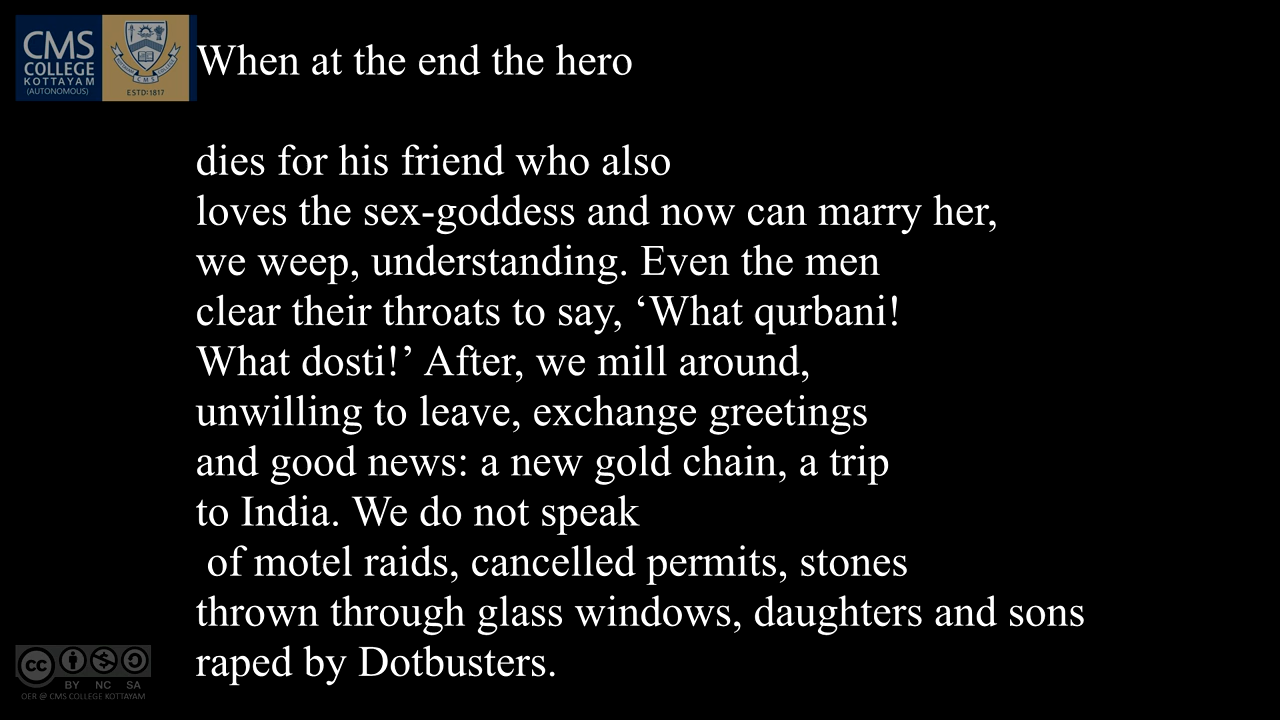 CMS
COLLEGE
KOTTAYAM
(AUTONOMOUS)
CMS
ESTD:1817
When at the end the hero
dies for his friend who also
loves the sex-goddess and now can marry her,
we weep, understanding. Even the men
clear their throats to say, ‘What qurbani!
What dosti!’ After, we mill around,
unwilling to leave, exchange greetings
and good news: a new gold chain, a trip
to India. We do not speak
of motel raids, cancelled permits, stones
thrown through glass windows, daughters and sons
raped by Dotbusters.
cc
BY NC SA
OER @ CMS COLLEGE KOTTAYAM